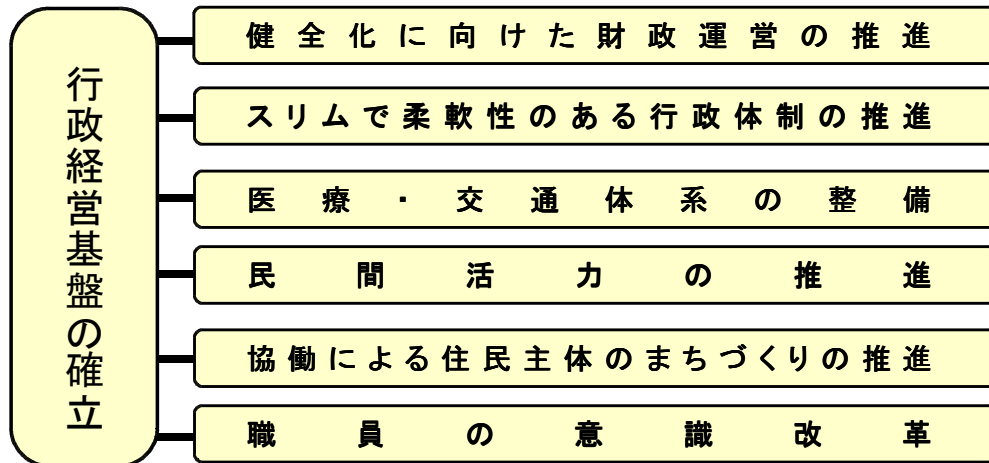 行政経営基盤の確立
健全化に向けた財政運営の推進
スリムで柔軟性のある行政体制の推進
医療・交通体系の整備
民間活力の推進
協働による住民主体のまちづくりの推進
職員の意識改革